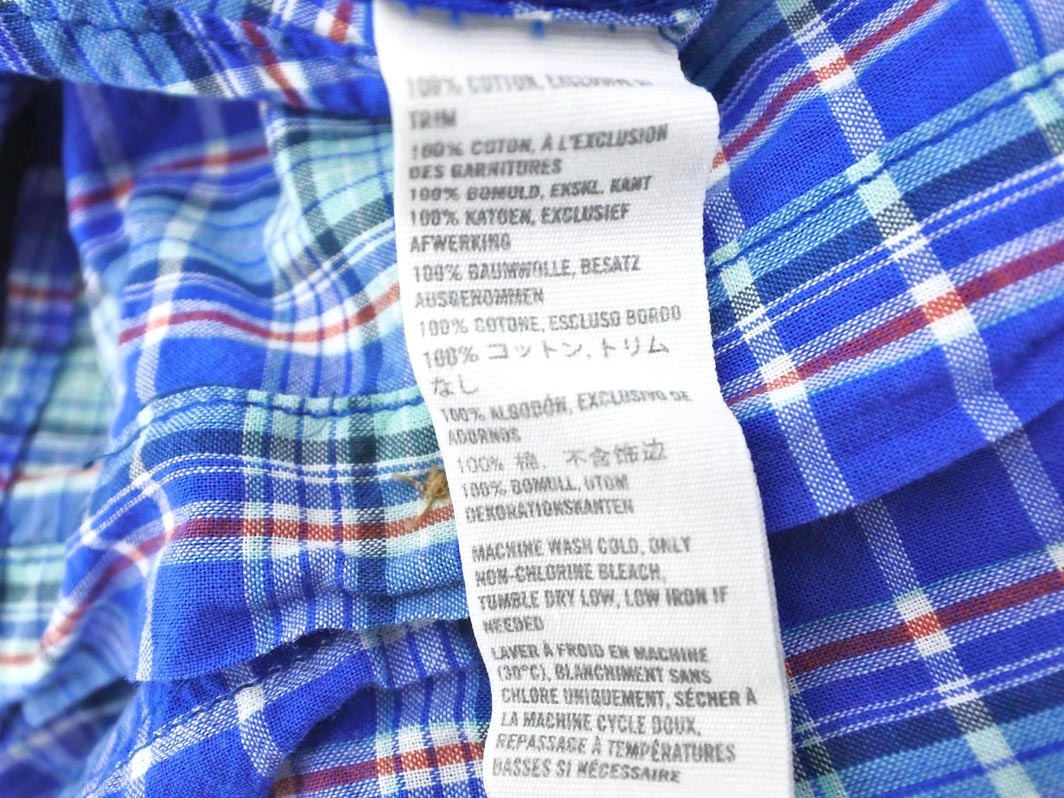 100% COTTON, EXCLUSIVE OF
TRIM
100% COTON, À L'EXCLUSION
DES GARNITURES
100% BOMULD, EKSKL. KANT
100% KATOEN, EXCLUSIEF
AFWERKING
100% BAUMWOLLE, BESATZ
AUSGENOMMEN
100% COTONE, ESCLUSO BORDO
100% コットン, トリム
なし
100% ALGODÓN, EXCLUSIVO DE
ADORNOS
100% 棉, 不含饰边
100% BOMULL, UTOM
DEKORATIONSKANTEN
MACHINE WASH COLD, ONLY
NON-CHLORINE BLEACH,
TUMBLE DRY LOW, LOW IRON IF
NEEDED
LAVER À FROID EN MACHINE
(30°C), BLANCHIMENT SANS
CHLORE UNIQUEMENT, SÉCHER À
LA MACHINE CYCLE DOUX,
REPASSAGE À TEMPÉRATURES
BASSES SI NÉCESSAIRE